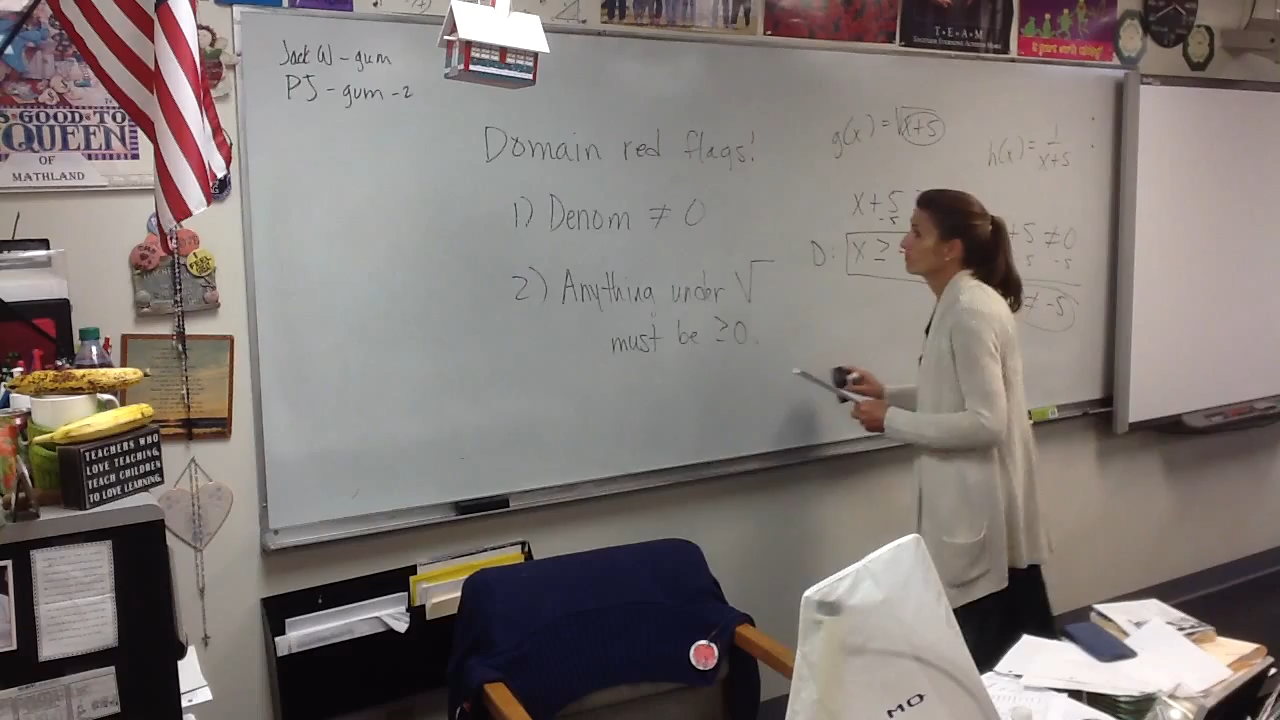 Jack W - gum
PJ - gum - 2
Domain red flags!
1) Denom ≠ 0
2) Anything under √
must be ≥ 0.
g(x) = √x+5
h(x) = 1/x+5
x+5
-5
D: x ≥
+5 ≠ 0
5 -5
≠ -5
S GOOD TO
QUEEN
OF
MATHLAND
T•E•A•M
TEACHERS WHO
LOVE TEACHING,
TEACH CHILDREN
TO LOVE LEARNING.
MO